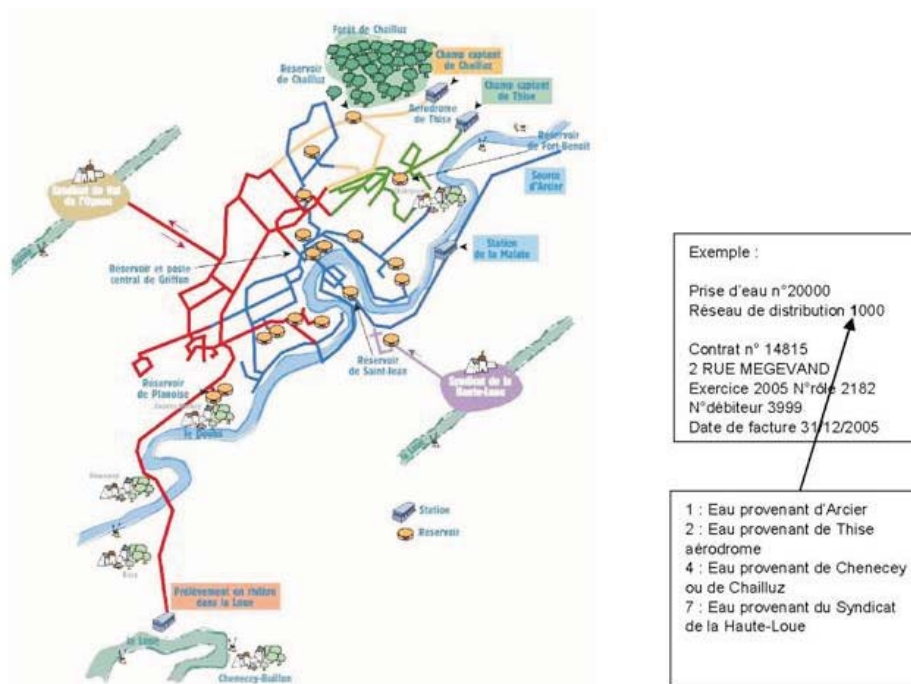 Forêt de Chailluz
Réservoir
de Chailluz
Champ captant
de Chailluz
Champ captant
de Thise
Aérodrome
de Thise
Réservoir
de Fort-Benoit
Source
d'Arcier
Syndicat du Val
de l'Ognon
Station
de la Malate
Réservoir et poste
central de Griffon
Réservoir
de Saint-Jean
Syndicat de la
Haute-Loue
Réservoir
de Planoise
le Doubs
Station
Réservoir
Prélèvement en rivière
dans la Loue
la Loue
Chenecey-Buillon
Exemple :
Prise d'eau n°20000
Réseau de distribution 1000
Contrat n° 14815
2 RUE MEGEVAND
Exercice 2005 N°rôle 2182
N°débiteur 3999
Date de facture 31/12/2005
1 : Eau provenant d'Arcier
2 : Eau provenant de Thise
aérodrome
4 : Eau provenant de Chenecey
ou de Chailluz
7 : Eau provenant du Syndicat
de la Haute-Loue